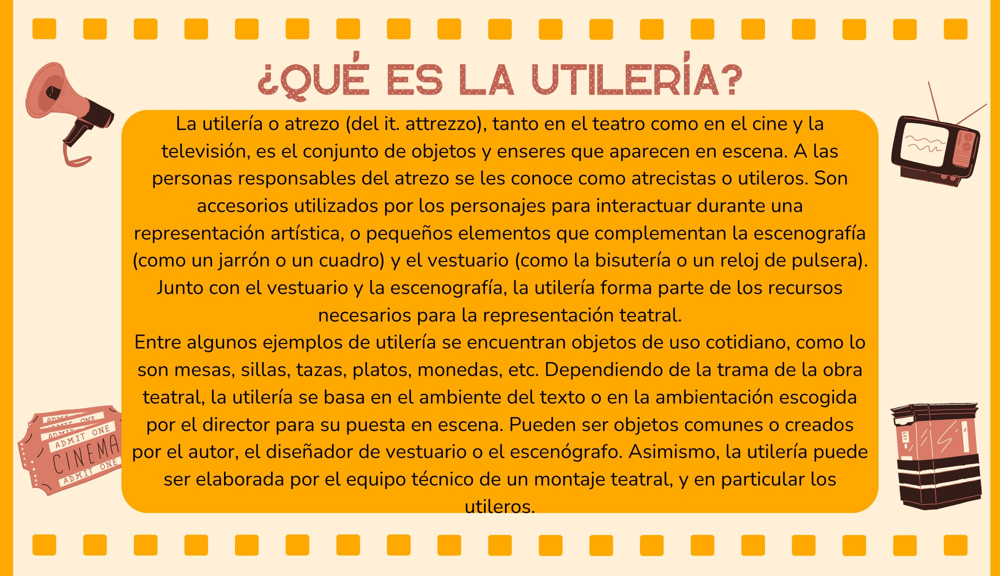 ¿QUÉ ES LA UTILERÍA?
La utilería o atrezo (del it. attrezzo), tanto en el teatro como en el cine y la
televisión, es el conjunto de objetos y enseres que aparecen en escena. A las
personas responsables del atrezo se les conoce como atrecistas o utileros. Son
accesorios utilizados por los personajes para interactuar durante una
representación artística, o pequeños elementos que complementan la escenografía
(como un jarrón o un cuadro) y el vestuario (como la bisutería o un reloj de pulsera).
Junto con el vestuario y la escenografía, la utilería forma parte de los recursos
necesarios para la representación teatral.
Entre algunos ejemplos de utilería se encuentran objetos de uso cotidiano, como lo
son mesas, sillas, tazas, platos, monedas, etc. Dependiendo de la trama de la obra
teatral, la utilería se basa en el ambiente del texto o en la ambientación escogida
por el director para su puesta en escena. Pueden ser objetos comunes o creados
por el autor, el diseñador de vestuario o el escenógrafo. Asimismo, la utilería puede
ser elaborada por el equipo técnico de un montaje teatral, y en particular los
utileros.
ADMIT ONE
ADMIT ONE
ADMIT ONE
CINEMA
ADMIT ONE